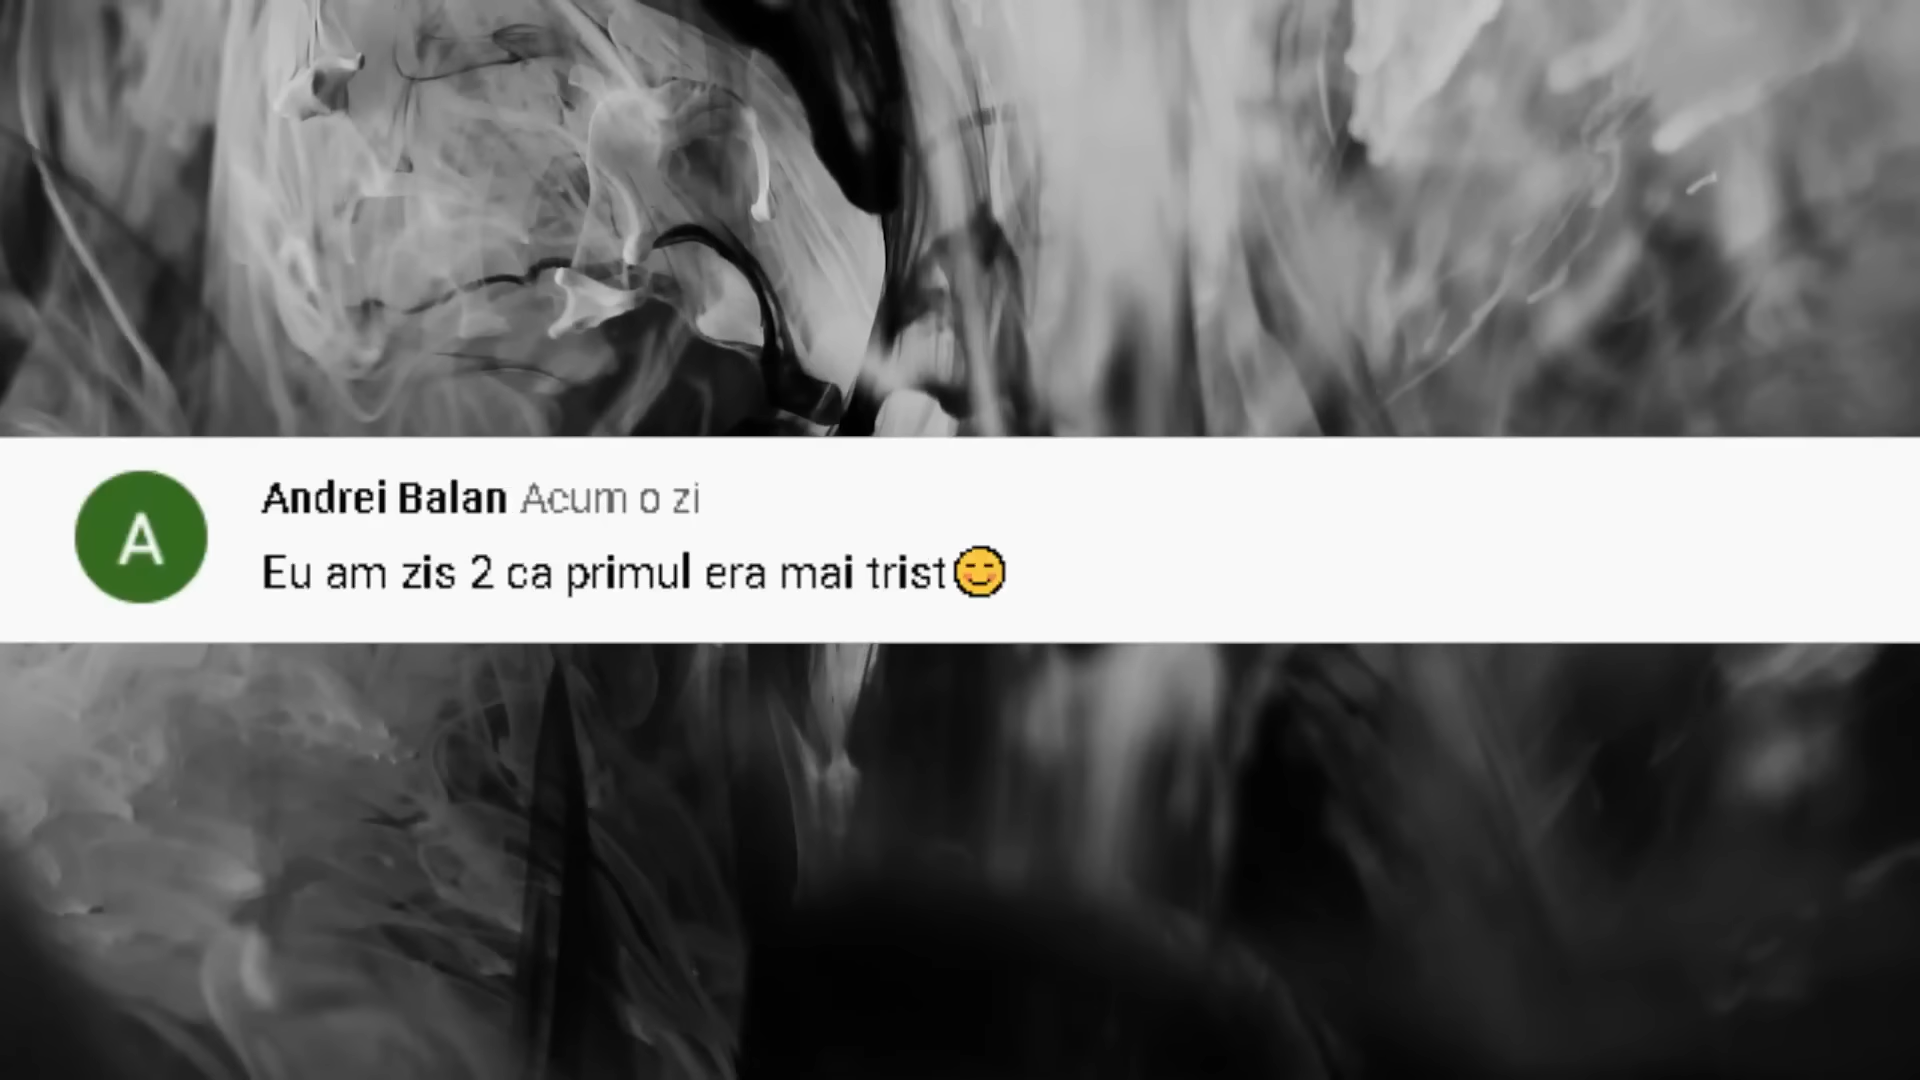 A
Andrei Balan Acum o zi
Eu am zis 2 ca primul era mai trist😊